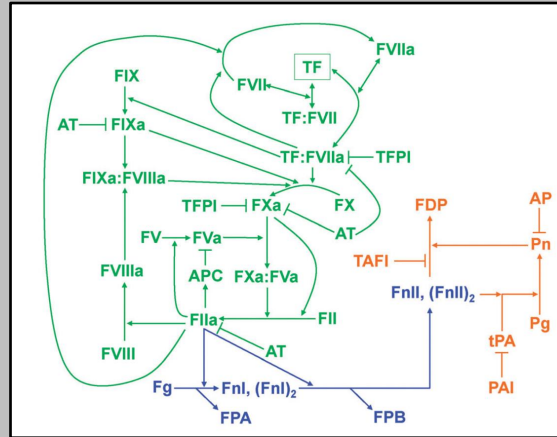 FVIIa
FIX
TF
FVII
AT
FIXa
TF:FVII
FIXa:FVIIIa
TF:FVIIa
TFPI
TFPI
FXa
FX
FDP
AP
FV
FVa
AT
Pn
TAFI
FVIIIa
APC
FXa:FVa
FnII, (FnII)2
FIIa
FII
Pg
FVIII
AT
tPA
Fg
FnI, (FnI)2
PAI
FPA
FPB